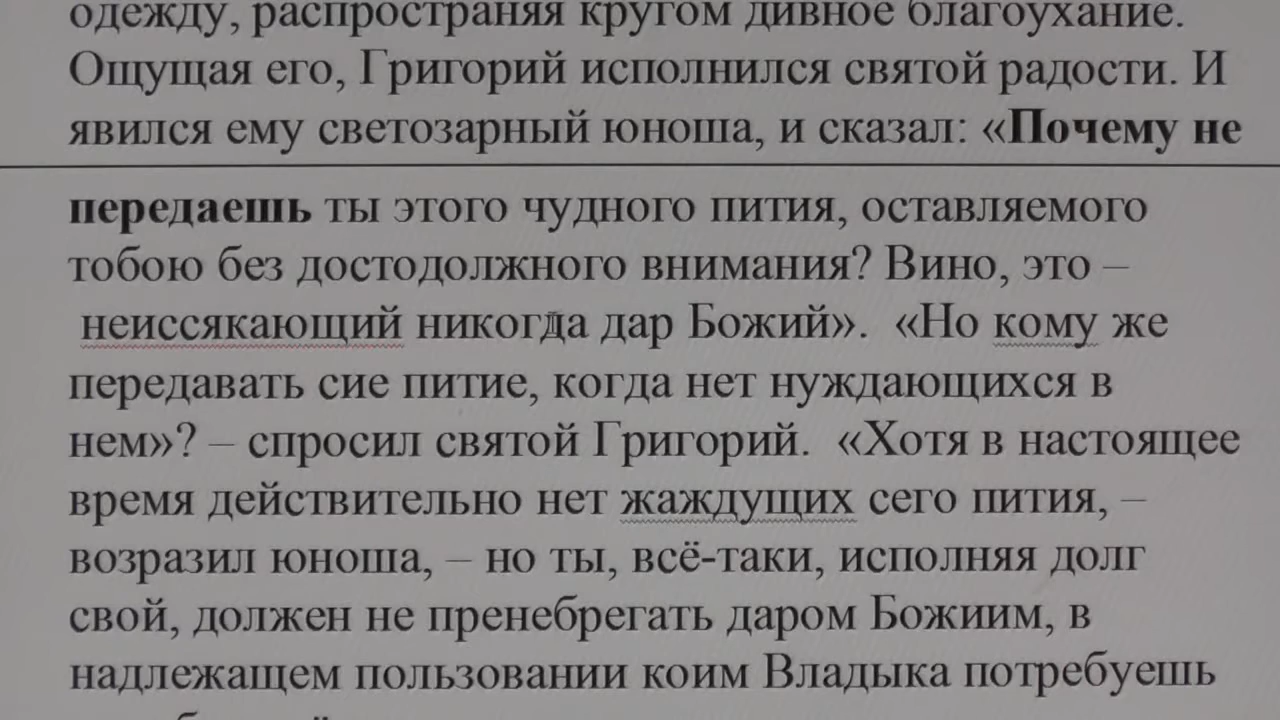 одежду, распространяя кругом дивное благоухание.
Ощущая его, Григорий исполнился святой радости. И
явился ему светозарный юноша, и сказал: «Почему не
передаешь ты этого чудного пития, оставляемого
тобою без достодолжного внимания? Вино, это –
неиссякающий никогда дар Божий». «Но кому же
передавать сие питие, когда нет нуждающихся в
нем»? – спросил святой Григорий. «Хотя в настоящее
время действительно нет жаждущих сего пития, –
возразил юноша, – но ты, всё-таки, исполняя долг
свой, должен не пренебрегать даром Божиим, в
надлежащем пользовании коим Владыка потребуешь